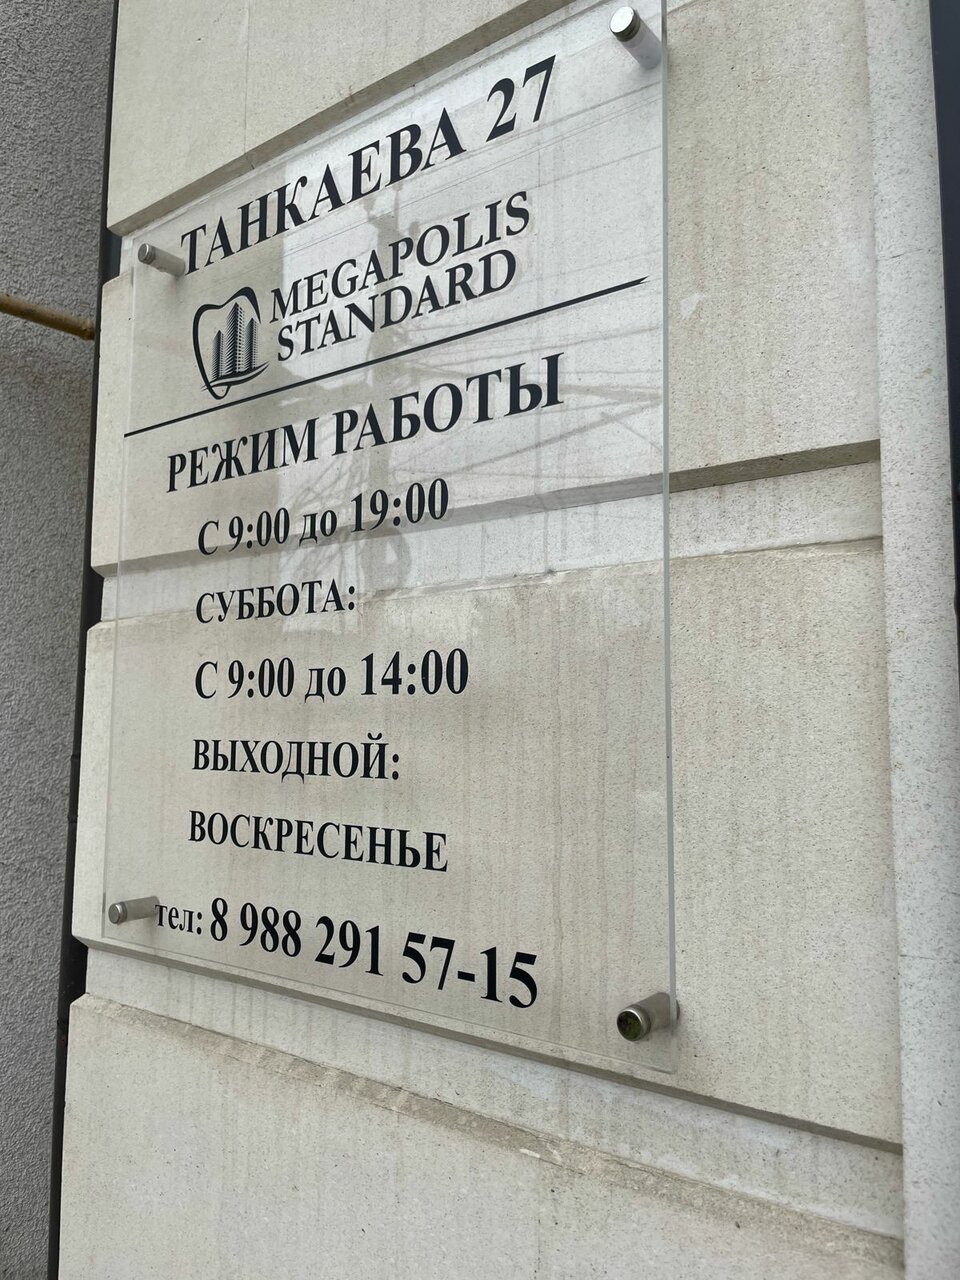 ТАНКАЕВА 27
MEGAPOLIS
STANDARD
РЕЖИМ РАБОТЫ
С 9:00 до 19:00
СУББОТА:
С 9:00 до 14:00
ВЫХОДНОЙ:
ВОСКРЕСЕНЬЕ
тел: 8 988 291 57-15